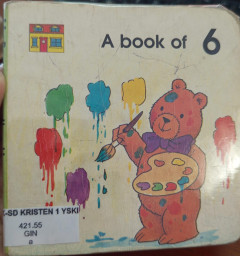 A book of 6
-SD KRISTEN 1 YSKI
421.55
GIN
a